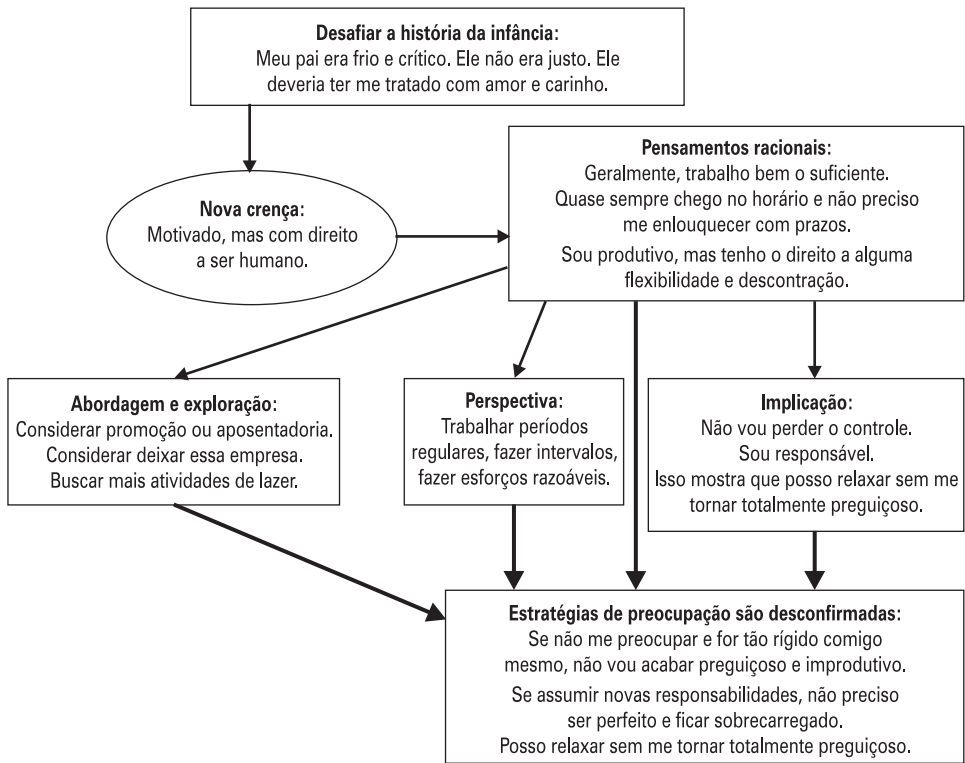 Desafiar a história da infância:
Meu pai era frio e crítico. Ele não era justo. Ele
deveria ter me tratado com amor e carinho.
Nova crença:
Motivado, mas com direito
a ser humano.
Pensamentos racionais:
Geralmente, trabalho bem o suficiente.
Quase sempre chego no horário e não preciso
me enlouquecer com prazos.
Sou produtivo, mas tenho o direito a alguma
flexibilidade e descontração.
Abordagem e exploração:
Considerar promoção ou aposentadoria.
Considerar deixar essa empresa.
Buscar mais atividades de lazer.
Perspectiva:
Trabalhar períodos
regulares, fazer intervalos,
fazer esforços razoáveis.
Implicação:
Não vou perder o controle.
Sou responsável.
Isso mostra que posso relaxar sem me
tornar totalmente preguiçoso.
Estratégias de preocupação são desconfirmadas:
Se não me preocupar e for tão rígido comigo
mesmo, não vou acabar preguiçoso e improdutivo.
Se assumir novas responsabilidades, não preciso
ser perfeito e ficar sobrecarregado.
Posso relaxar sem me tornar totalmente preguiçoso.